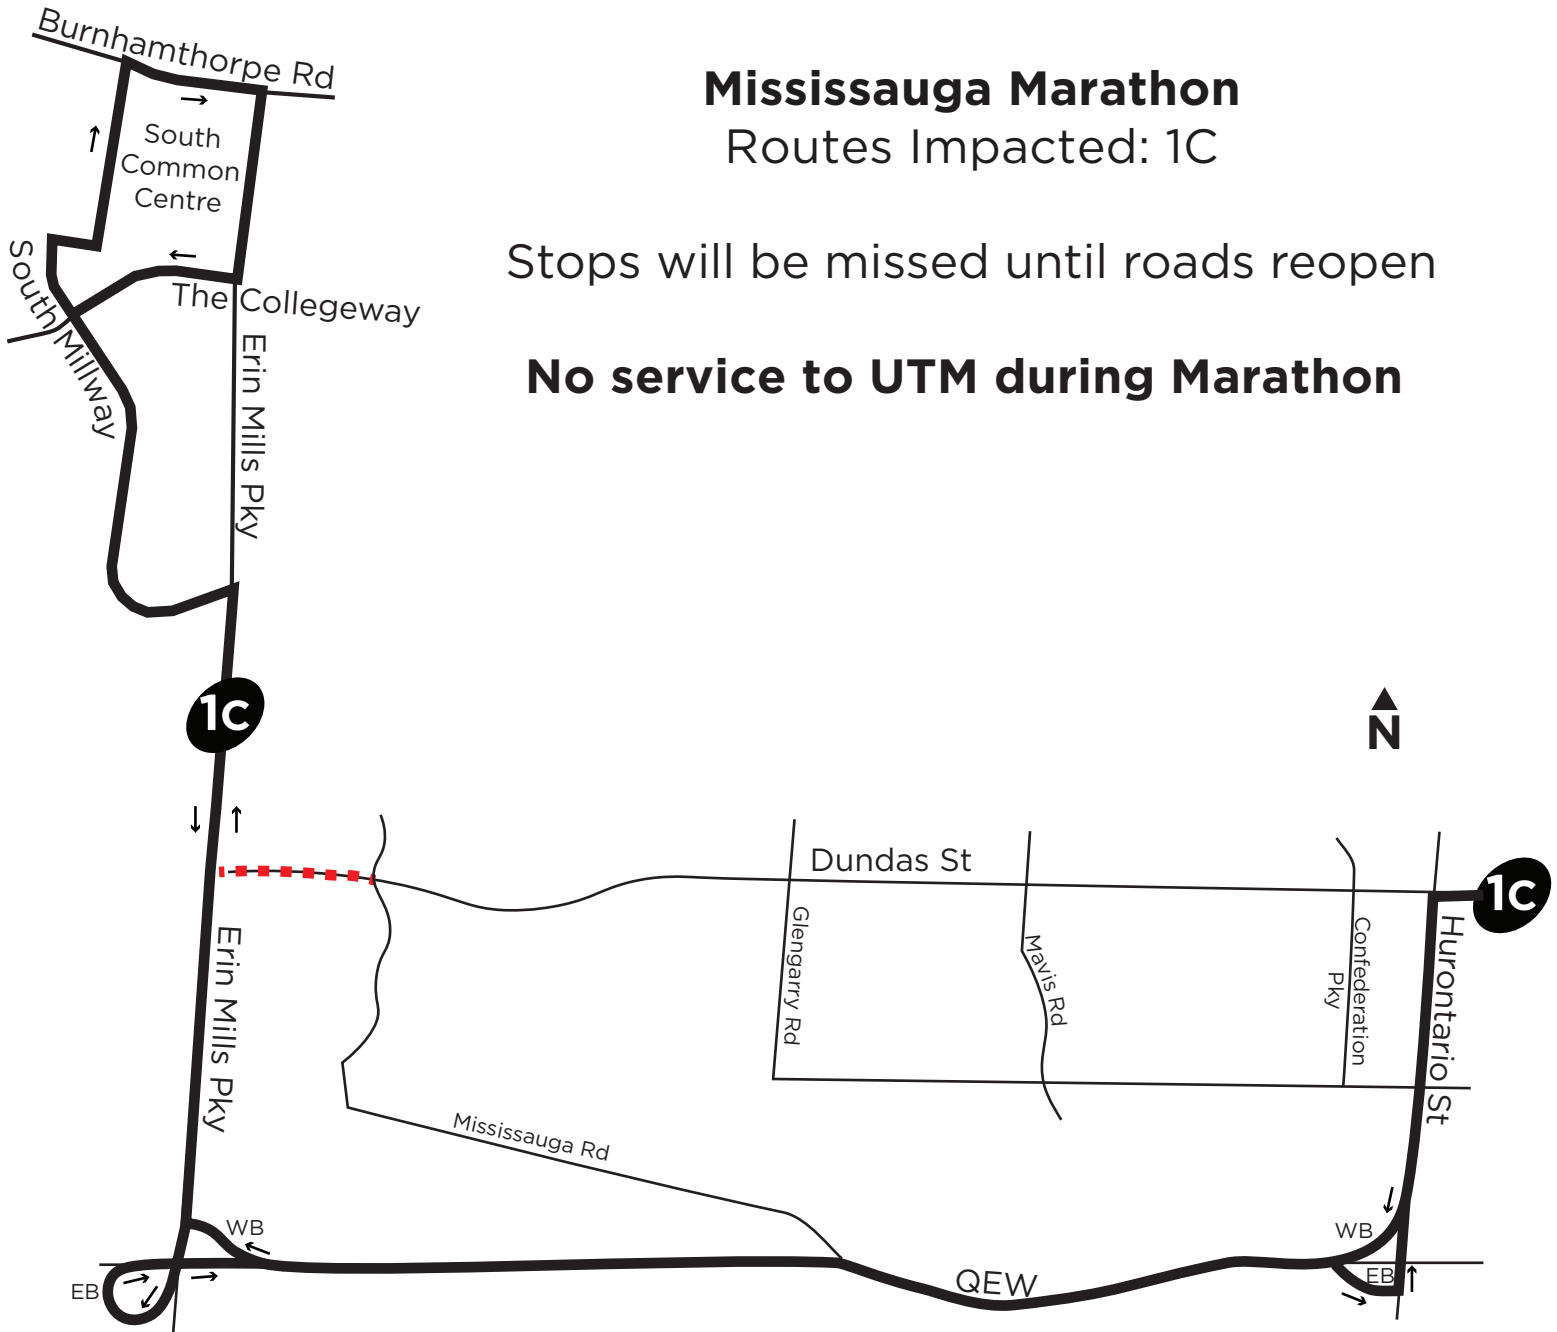 Burnhamthorpe Rd
Mississauga Marathon
Routes Impacted: 1C
South
Common
Centre
Stops will be missed until roads reopen
South Millway
The Collegeway
Erin Mills Pky
No service to UTM during Marathon
1C
N
Dundas St
1C
Erin Mills Pky
Glengarry Rd
Mavis Rd
Confederation
Pky
Hurontario St
Mississauga Rd
WB
WB
EB
QEW
EB